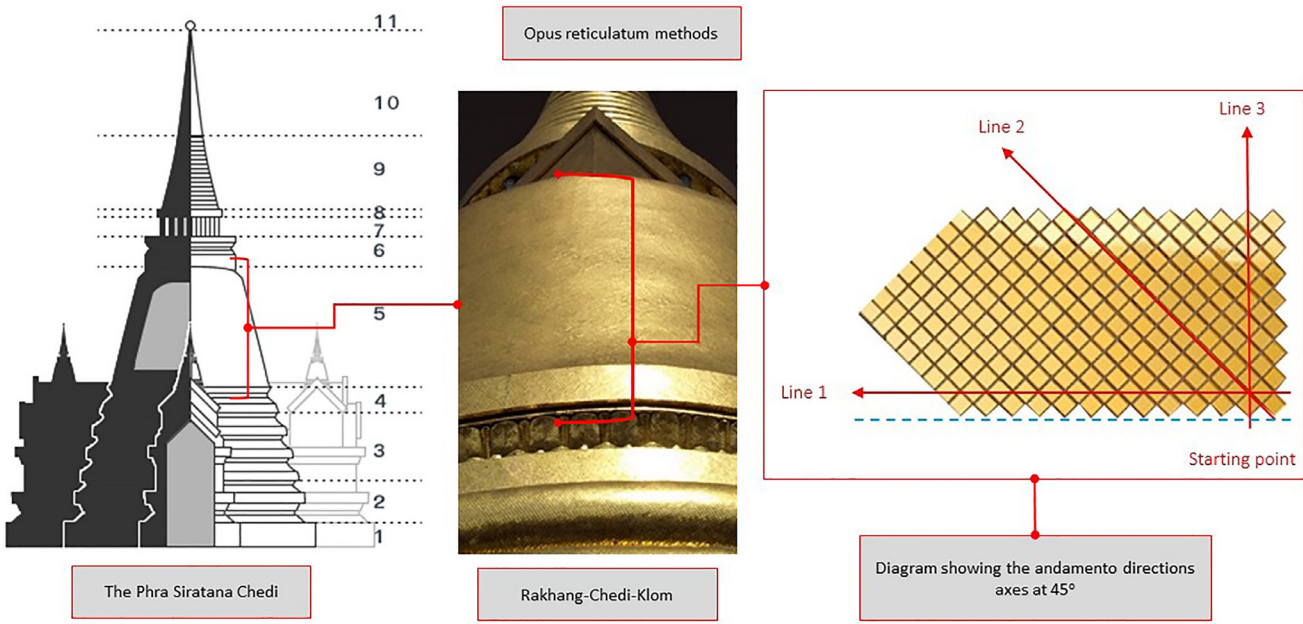 Opus reticulatum methods
11
10
9
8
7
6
5
4
3
2
1
Line 1
Line 2
Line 3
Starting point
The Phra Siratana Chedi
Rakhang-Chedi-Klom
Diagram showing the andamento directions
axes at 45º